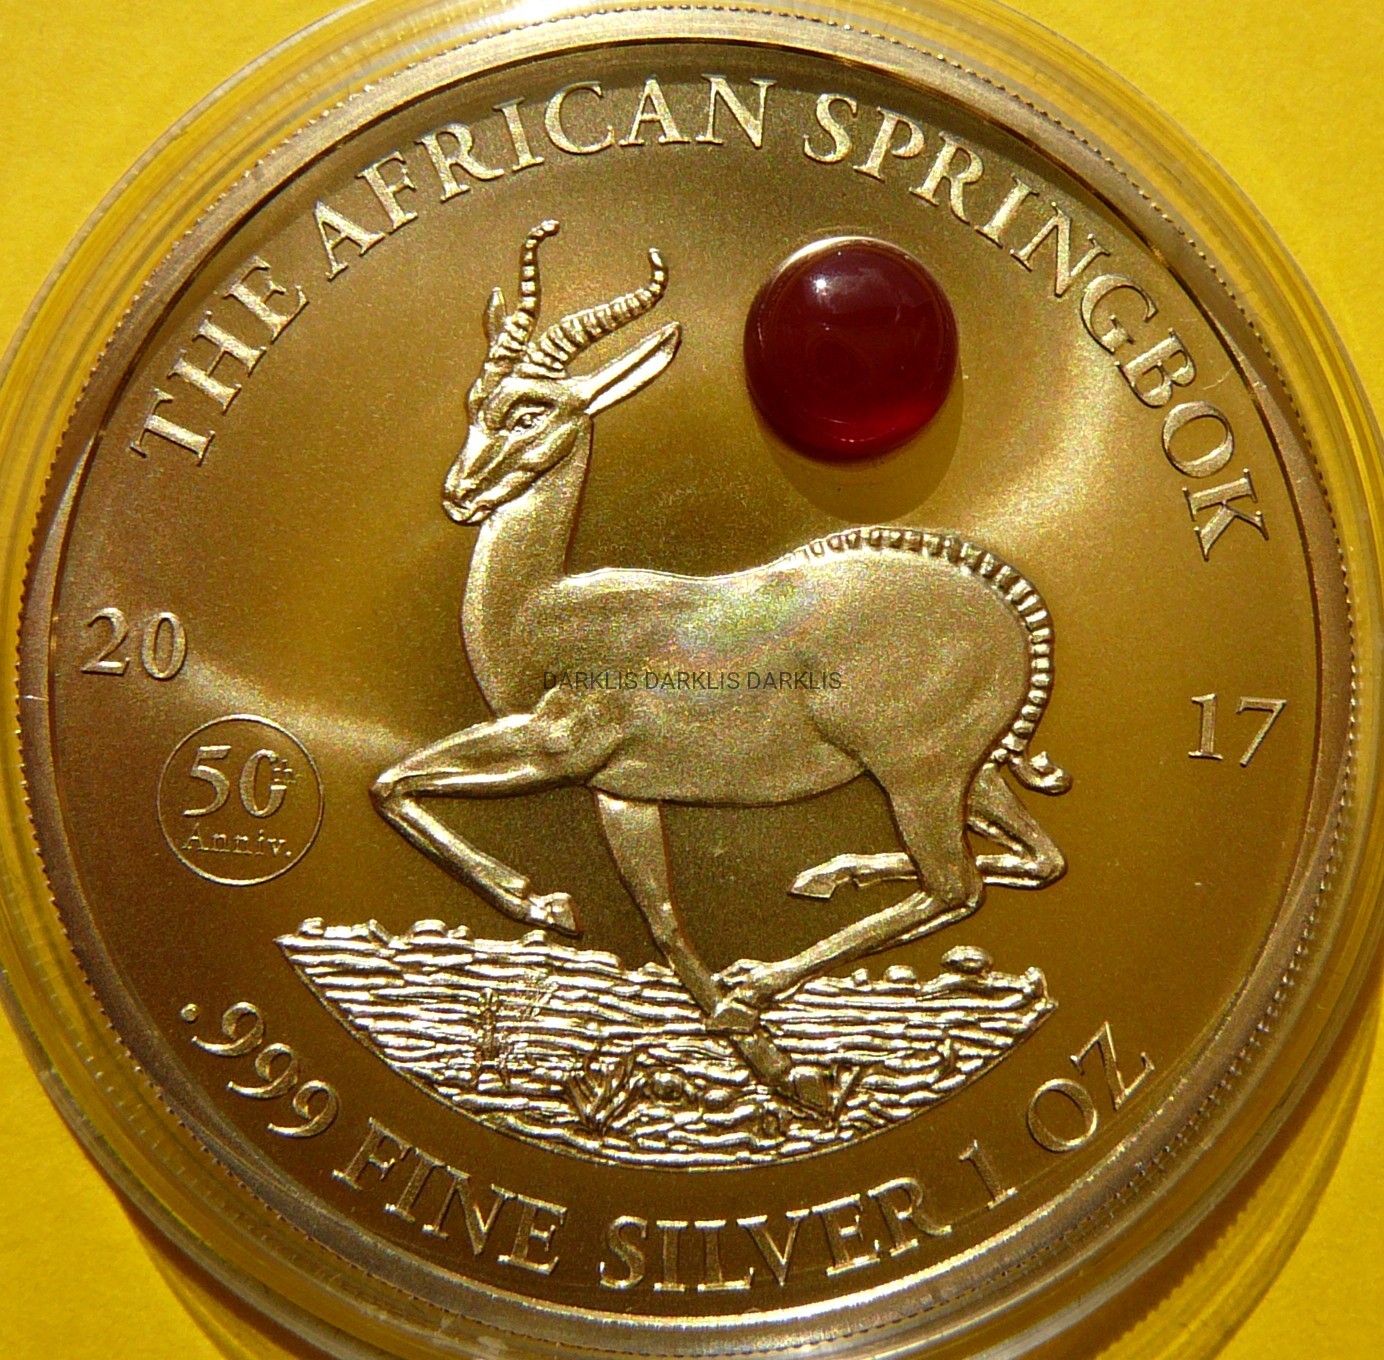 THE AFRICAN SPRINGBOK
20
17
50th
Anniv.
DARKLIS DARKLIS DARKLIS
.999 FINE SILVER 1 OZ